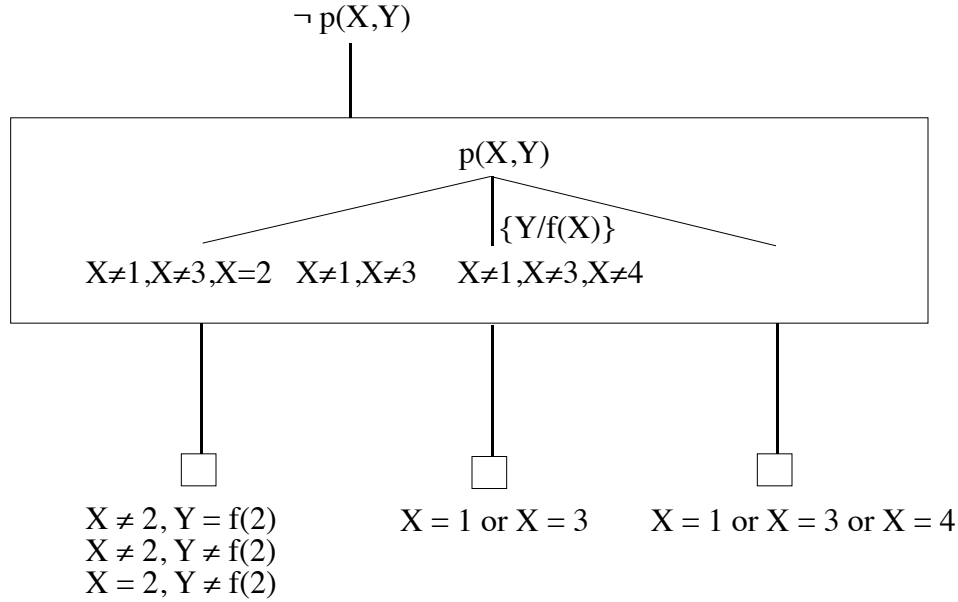 ¬ p(X,Y)
p(X,Y)
{Y/f(X)}
X≠1,X≠3,X=2 X≠1,X≠3 X≠1,X≠3,X≠4
X ≠ 2, Y = f(2)
X ≠ 2, Y ≠ f(2)
X = 2, Y ≠ f(2)
X = 1 or X = 3
X = 1 or X = 3 or X = 4